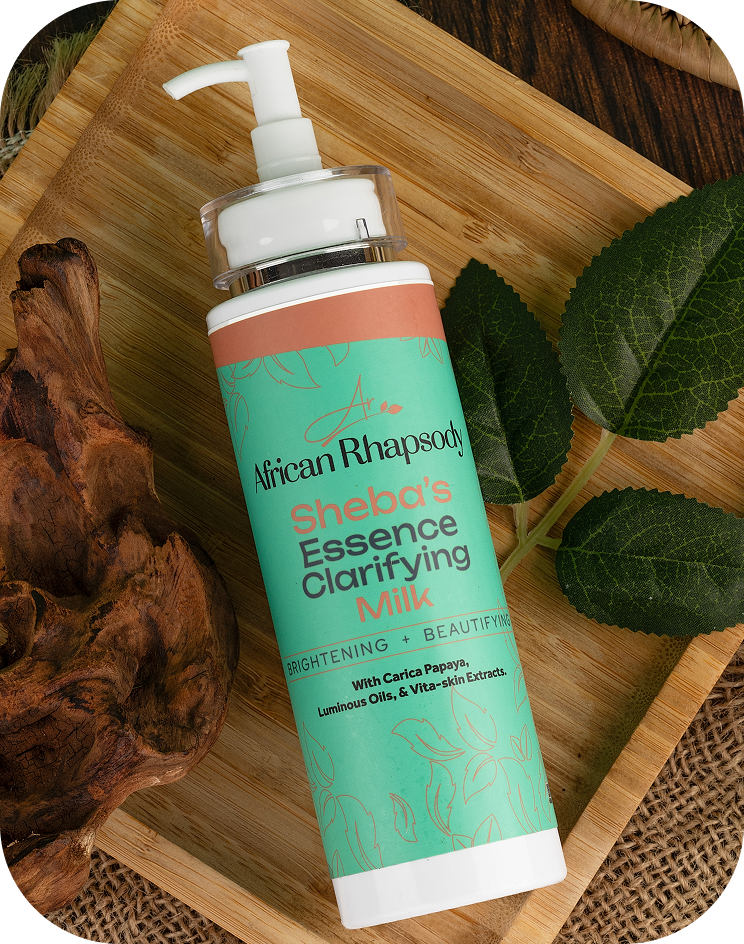 Ar
African Rhapsody
Sheba's
Essence
Clarifying
Milk
BRIGHTENING + BEAUTIFYING
With Carica Papaya,
Luminous Oils, & Vita-skin Extracts.